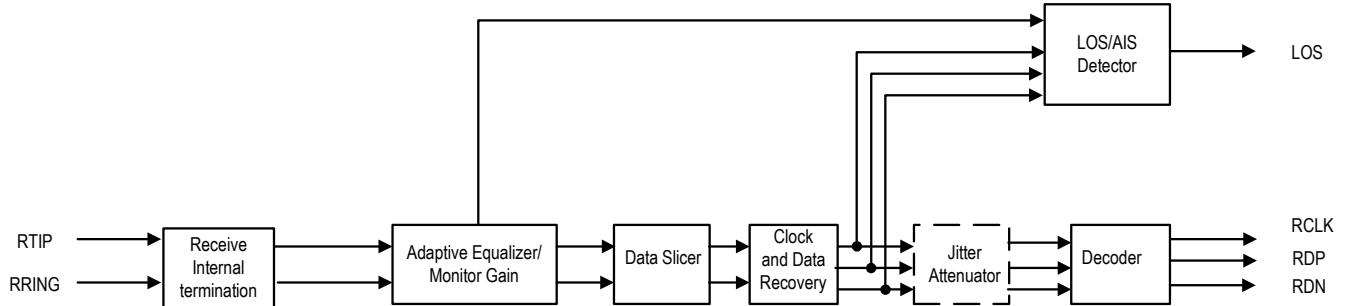 LOS/AIS
Detector
LOS
RTIP
RRING
Receive
Internal
termination
Adaptive Equalizer/
Monitor Gain
Data Slicer
Clock
and Data
Recovery
Jitter
Attenuator
Decoder
RCLK
RDP
RDN